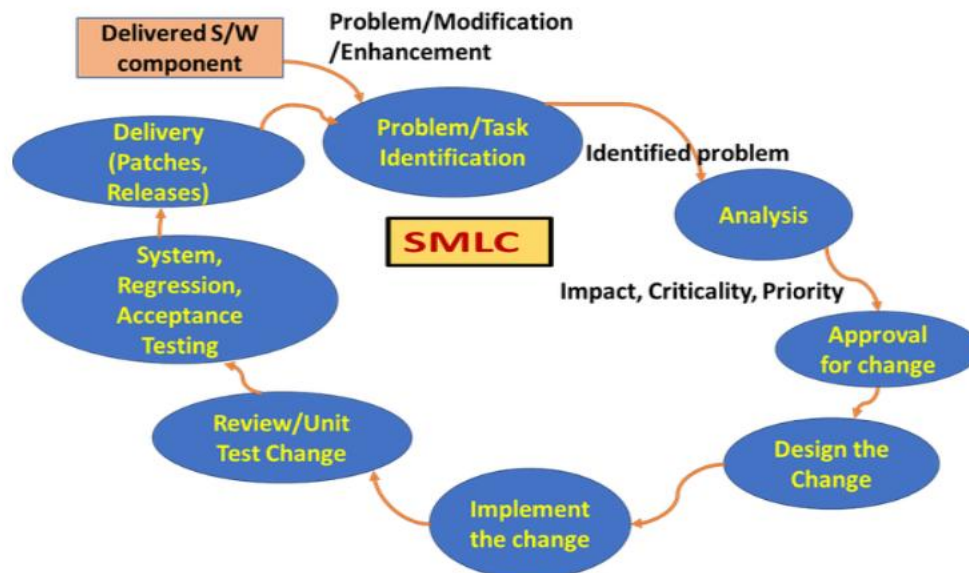 Delivered S/W
component
Problem/Modification
/Enhancement
Problem/Task
Identification
Identified problem
Analysis
Impact, Criticality, Priority
Approval
for change
Design the
Change
Implement
the change
Review/Unit
Test Change
System,
Regression,
Acceptance
Testing
Delivery
(Patches,
Releases)
SMLC